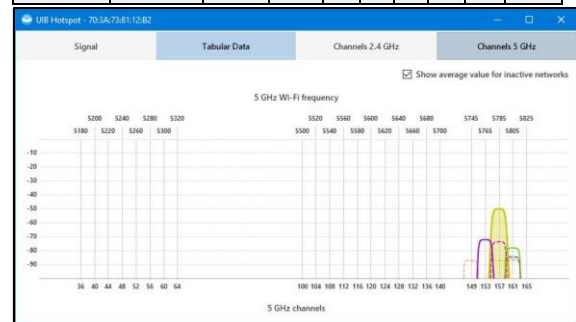 UIB Hotspot - 70:3A:73:81:12:B2
Signal Tabular Data Channels 2.4 GHz Channels 5 GHz
Show average value for inactive networks
5 GHz Wi-Fi frequency
5200 5240 5280 5320 5520 5560 5600 5640 5680 5745 5785 5825
5180 5220 5260 5300 5500 5540 5580 5620 5660 5700 5765 5805
-10
-20
-30
-40
-50
-60
-70
-80
-90
36 40 44 48 52 56 60 64 100 104 108 112 116 120 124 128 132 136 140 149 153 157 161 165
5 GHz channels